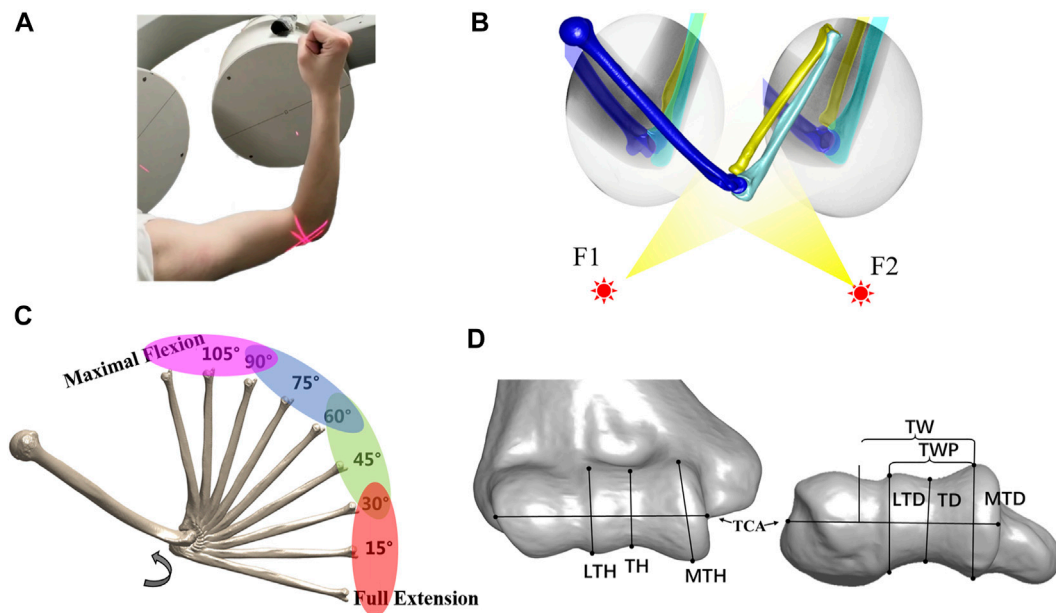 A
B
F1
F2
C
Maximal Flexion
105°
90°
75°
60°
45°
30°
15°
Full Extension
D
TW
TWP
LTD
TD
MTD
TCA
LTH
TH
MTH